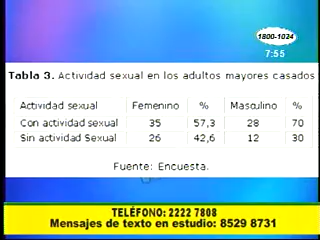 1800-1024
7:55
Tabla 3. Actividad sexual en los adultos mayores casados
Actividad sexual Femenino % Masculino %
Con actividad sexual 35 57,3 28 70
Sin actividad Sexual 26 42,6 12 30
Fuente: Encuesta.
TELÉFONO: 2222 7808
Mensajes de texto en estudio: 8529 8731